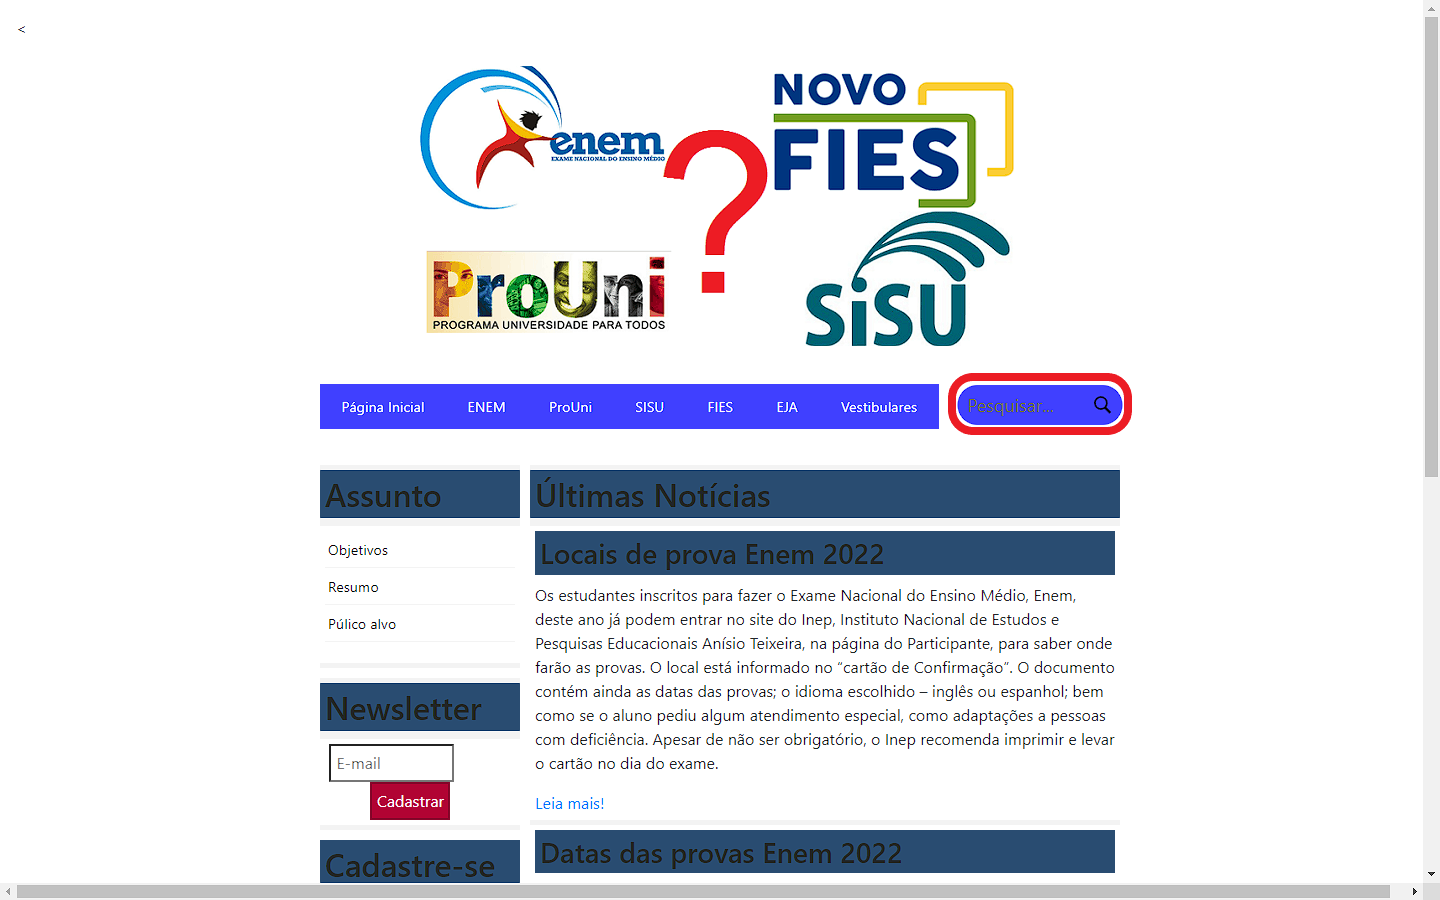 <
enem
EXAME NACIONAL DO ENSINO MÉDIO
NOVO
FIES
?
ProUni
PROGRAMA UNIVERSIDADE PARA TODOS
SiSU
Página Inicial ENEM ProUni SISU FIES EJA Vestibulares Pesquisar...
Assunto
Objetivos
Resumo
Púlico alvo
Newsletter
E-mail
Cadastrar
Cadastre-se
Últimas Notícias
Locais de prova Enem 2022
Os estudantes inscritos para fazer o Exame Nacional do Ensino Médio, Enem,
deste ano já podem entrar no site do Inep, Instituto Nacional de Estudos e
Pesquisas Educacionais Anísio Teixeira, na página do Participante, para saber onde
farão as provas. O local está informado no “cartão de Confirmação”. O documento
contém ainda as datas das provas; o idioma escolhido – inglês ou espanhol; bem
como se o aluno pediu algum atendimento especial, como adaptações a pessoas
com deficiência. Apesar de não ser obrigatório, o Inep recomenda imprimir e levar
o cartão no dia do exame.
Leia mais!
Datas das provas Enem 2022